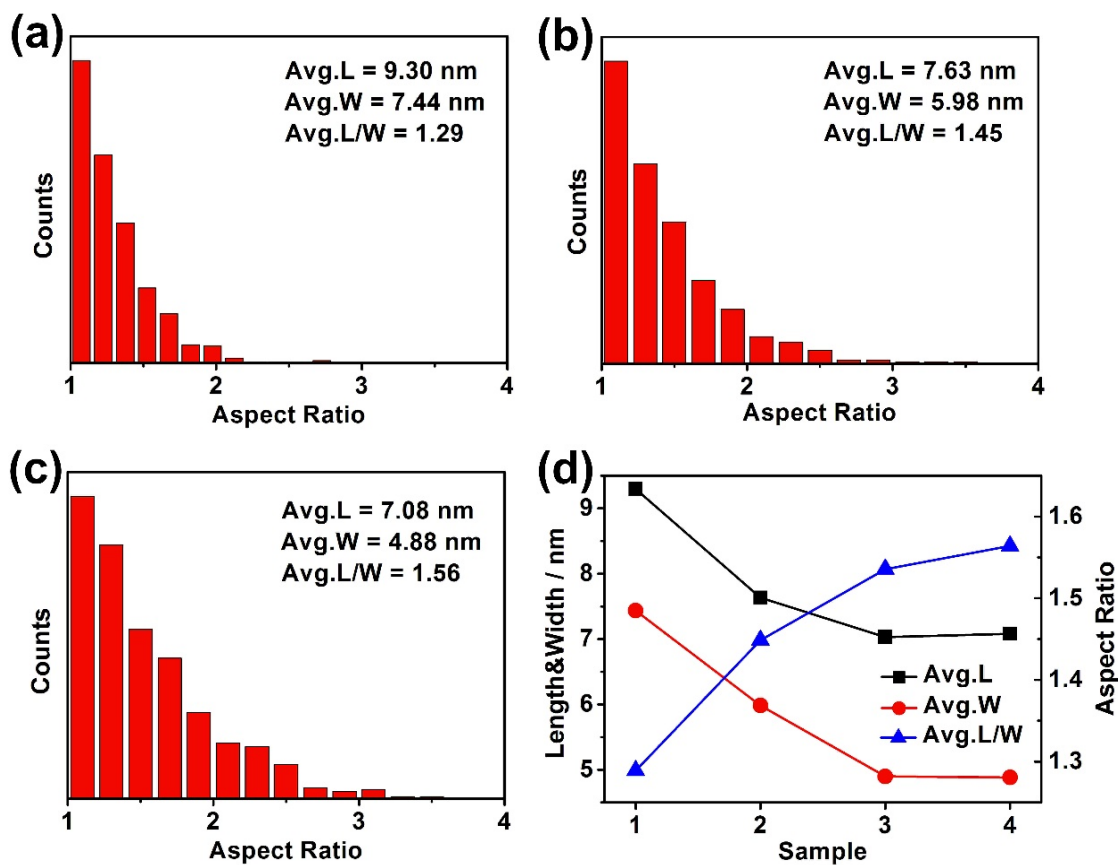 (a)
Avg.L = 9.30 nm
Avg.W = 7.44 nm
Avg.L/W = 1.29
Counts
1 2 3 4
Aspect Ratio
(b)
Avg.L = 7.63 nm
Avg.W = 5.98 nm
Avg.L/W = 1.45
Counts
1 2 3 4
Aspect Ratio
(c)
Avg.L = 7.08 nm
Avg.W = 4.88 nm
Avg.L/W = 1.56
Counts
1 2 3 4
Aspect Ratio
(d)
Length&Width / nm
9
8
7
6
5
Avg.L
Avg.W
Avg.L/W
1.6
1.5
1.4
1.3
Aspect Ratio
1 2 3 4
Sample